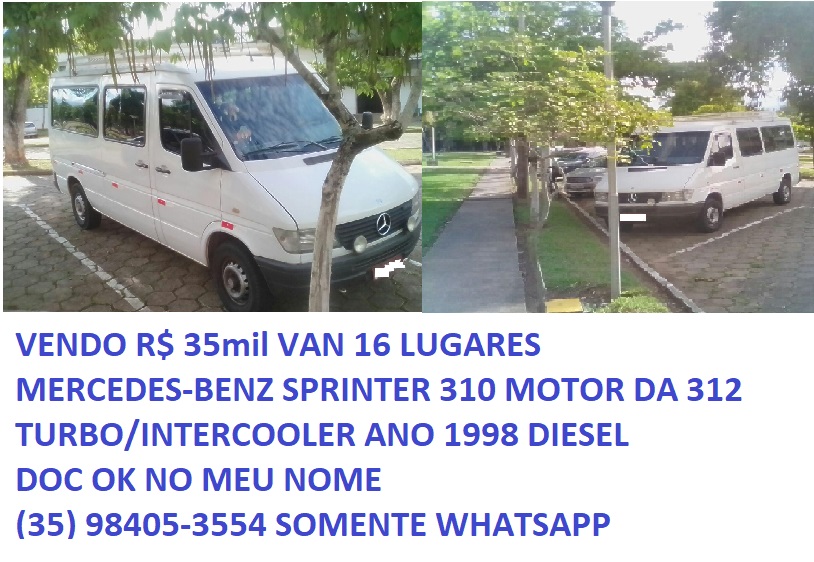 VENDO R$ 35mil VAN 16 LUGARES
MERCEDES-BENZ SPRINTER 310 MOTOR DA 312
TURBO/INTERCOOLER ANO 1998 DIESEL
DOC OK NO MEU NOME
(35) 98405-3554 SOMENTE WHATSAPP